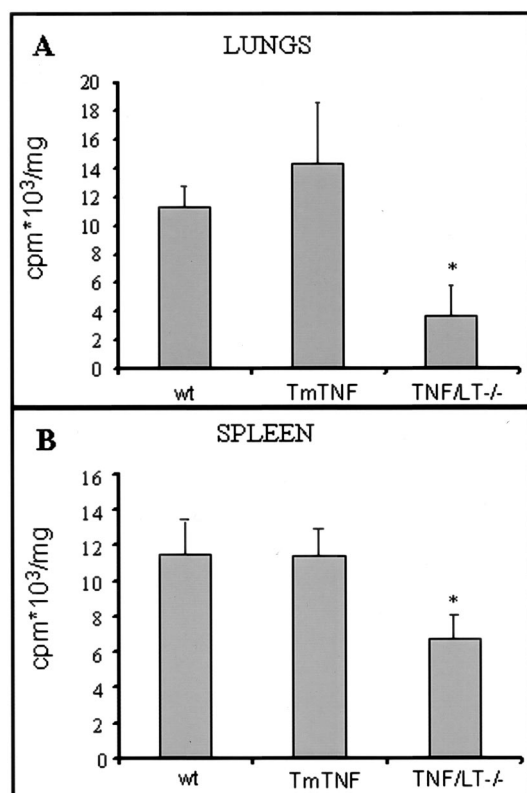 A
LUNGS
cpm*10³/mg
20
18
16
14
12
10
8
6
4
2
0
*
wt
TmTNF
TNF/LT-/-
B
SPLEEN
cpm*10³/mg
16
14
12
10
8
6
4
2
0
*
wt
TmTNF
TNF/LT-/-